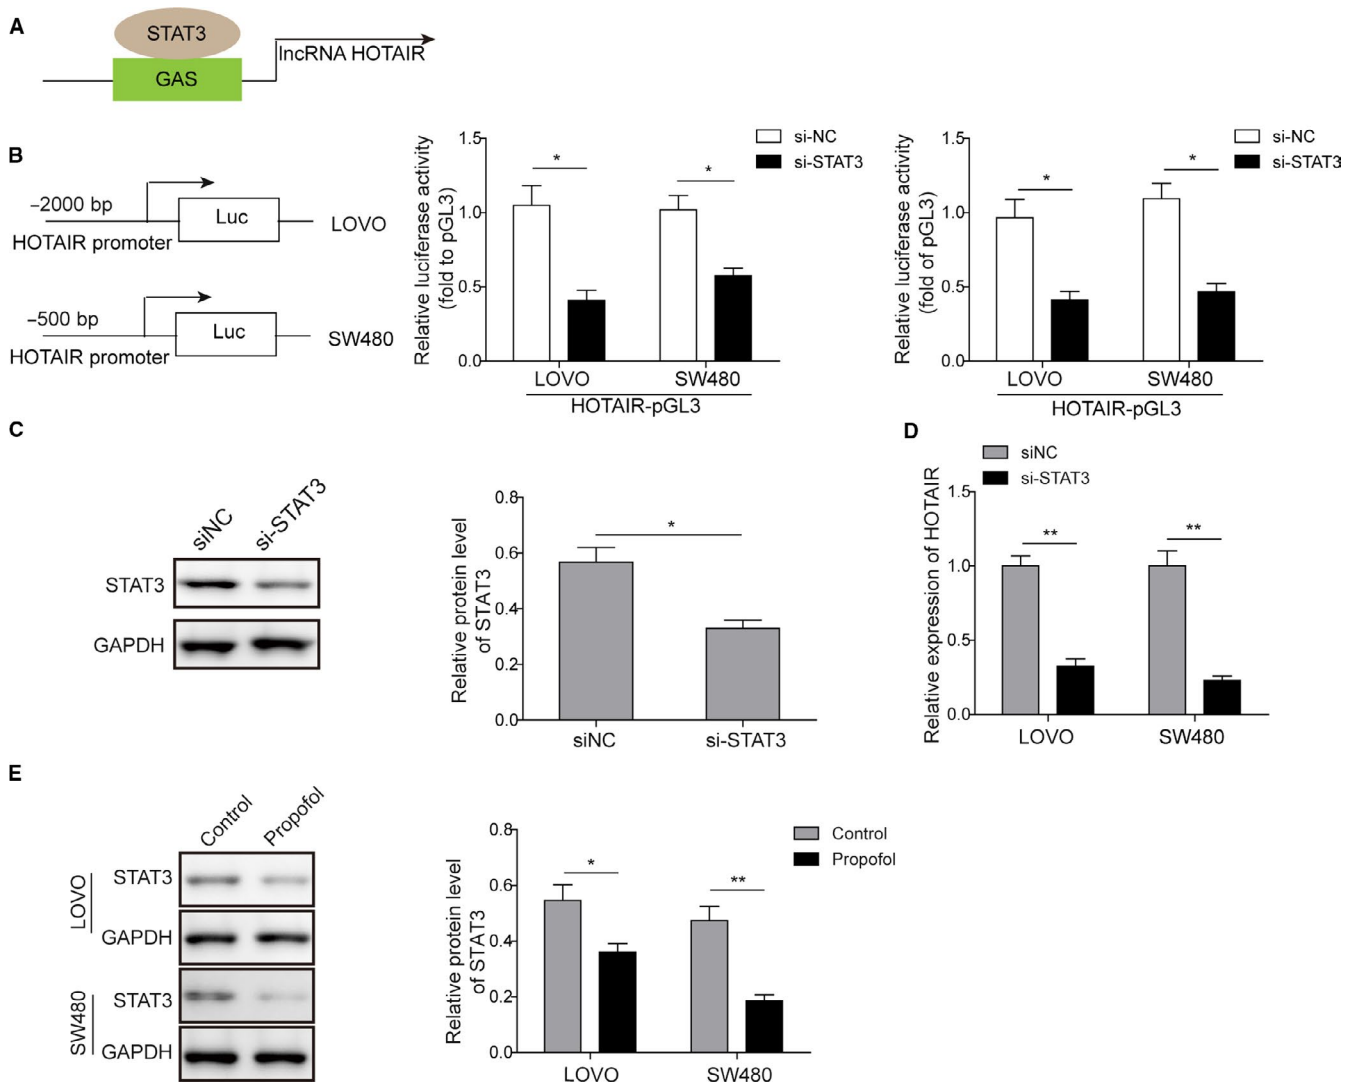 A
STAT3
GAS
lncRNA HOTAIR
B
−2000 bp
HOTAIR promoter
Luc
LOVO
−500 bp
HOTAIR promoter
Luc
SW480
Relative luciferase activity
(fold to pGL3)
1.5
1.0
0.5
0.0
*
*
si-NC
si-STAT3
LOVO
SW480
HOTAIR-pGL3
Relative luciferase activity
(fold of pGL3)
1.5
1.0
0.5
0.0
*
*
si-NC
si-STAT3
LOVO
SW480
HOTAIR-pGL3
C
siNC
si-STAT3
STAT3
GAPDH
Relative protein level
of STAT3
0.8
0.6
0.4
0.2
0.0
*
siNC
si-STAT3
D
siNC
si-STAT3
Relative expression of HOTAIR
1.5
1.0
0.5
0.0
**
**
LOVO
SW480
E
Control
Propofol
LOVO
STAT3
GAPDH
SW480
STAT3
GAPDH
Relative protein level
of STAT3
0.8
0.6
0.4
0.2
0.0
*
**
Control
Propofol
LOVO
SW480